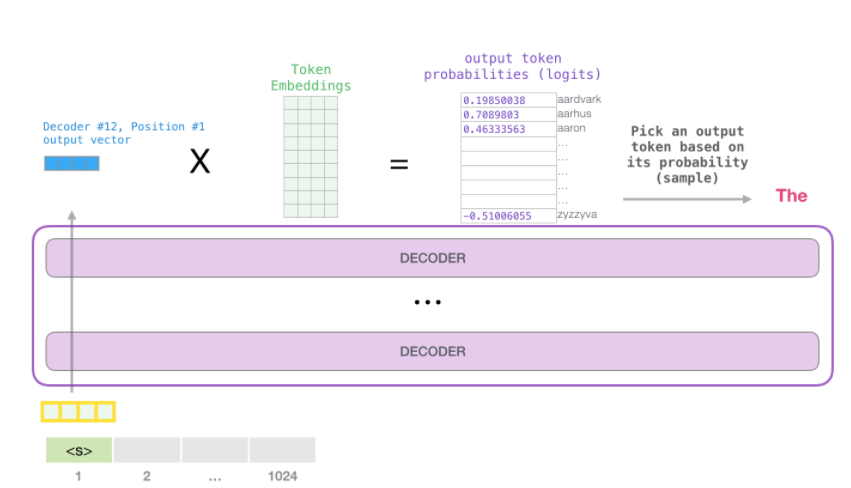 output token
probabilities (logits)
Token
Embeddings
0.19850038 aardvark
0.7089803 aarhus
0.46333563 aaron
...
...
...
...
...
-0.51006055 zyzzyva
Decoder #12, Position #1
output vector
X
=
Pick an output
token based on
its probability
(sample)
The
DECODER
...
DECODER
<s>
1 2 ... 1024